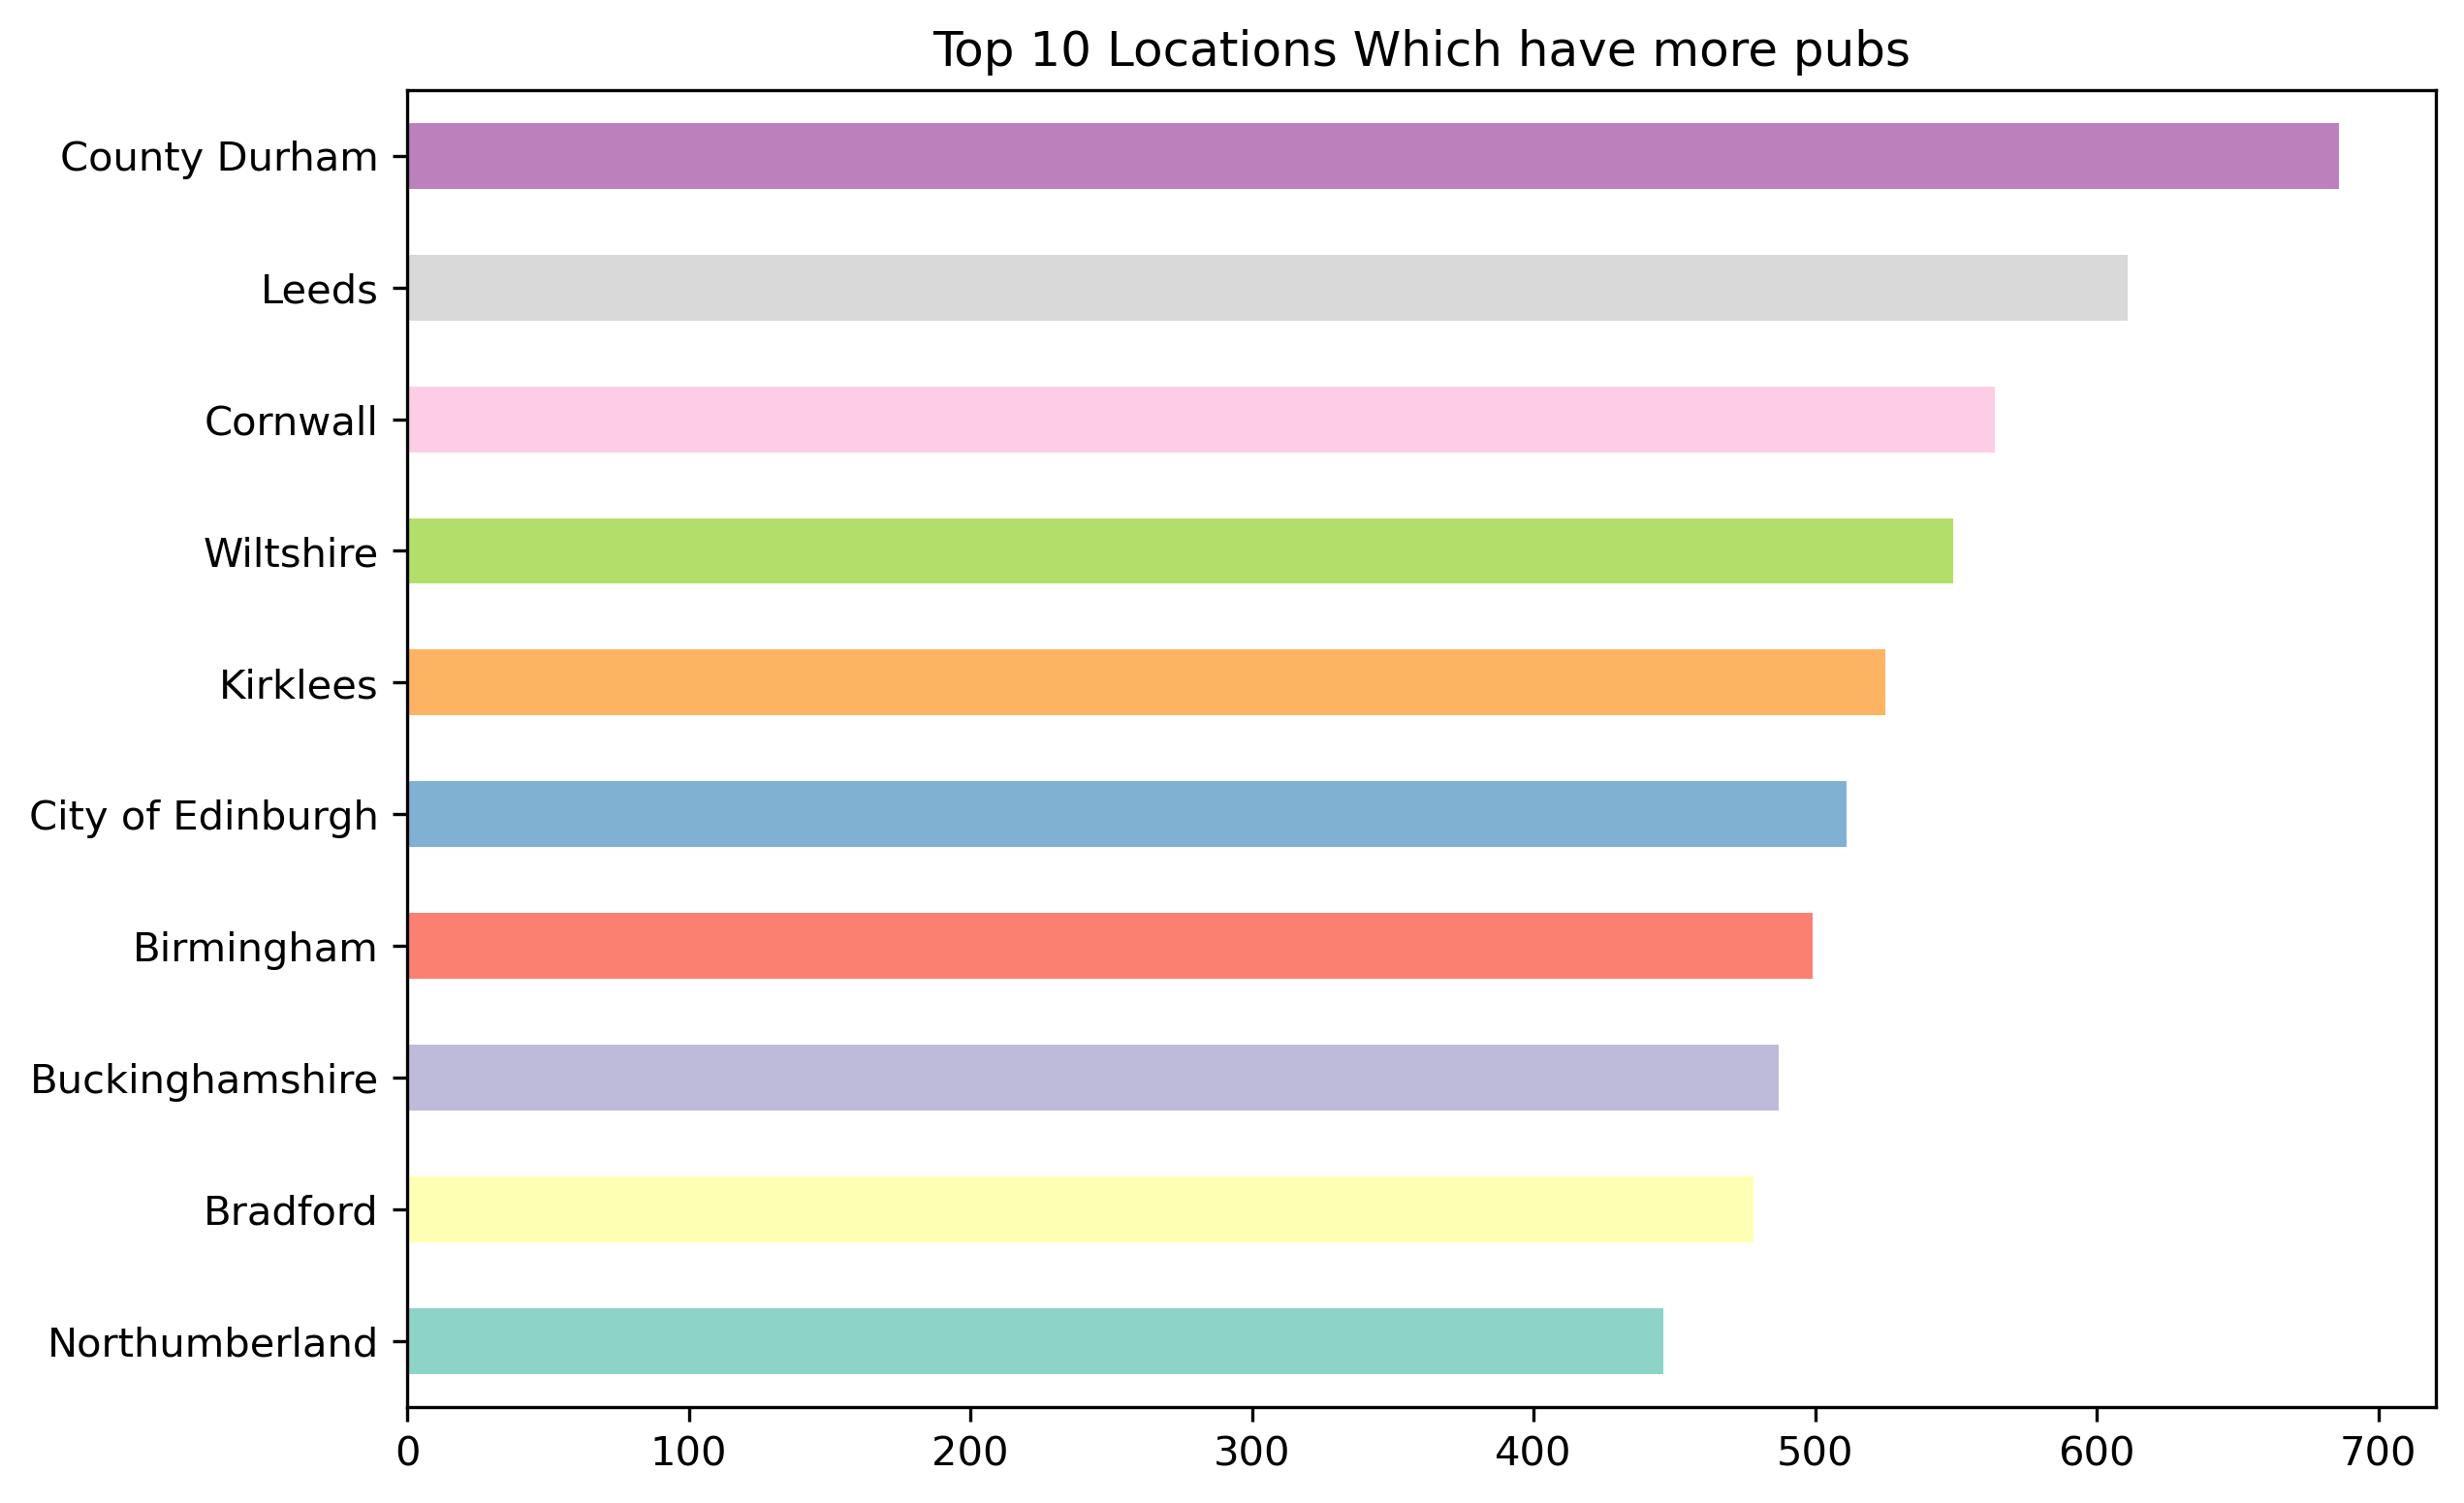 Top 10 Locations Which have more pubs
County Durham
Leeds
Cornwall
Wiltshire
Kirklees
City of Edinburgh
Birmingham
Buckinghamshire
Bradford
Northumberland
0 100 200 300 400 500 600 700